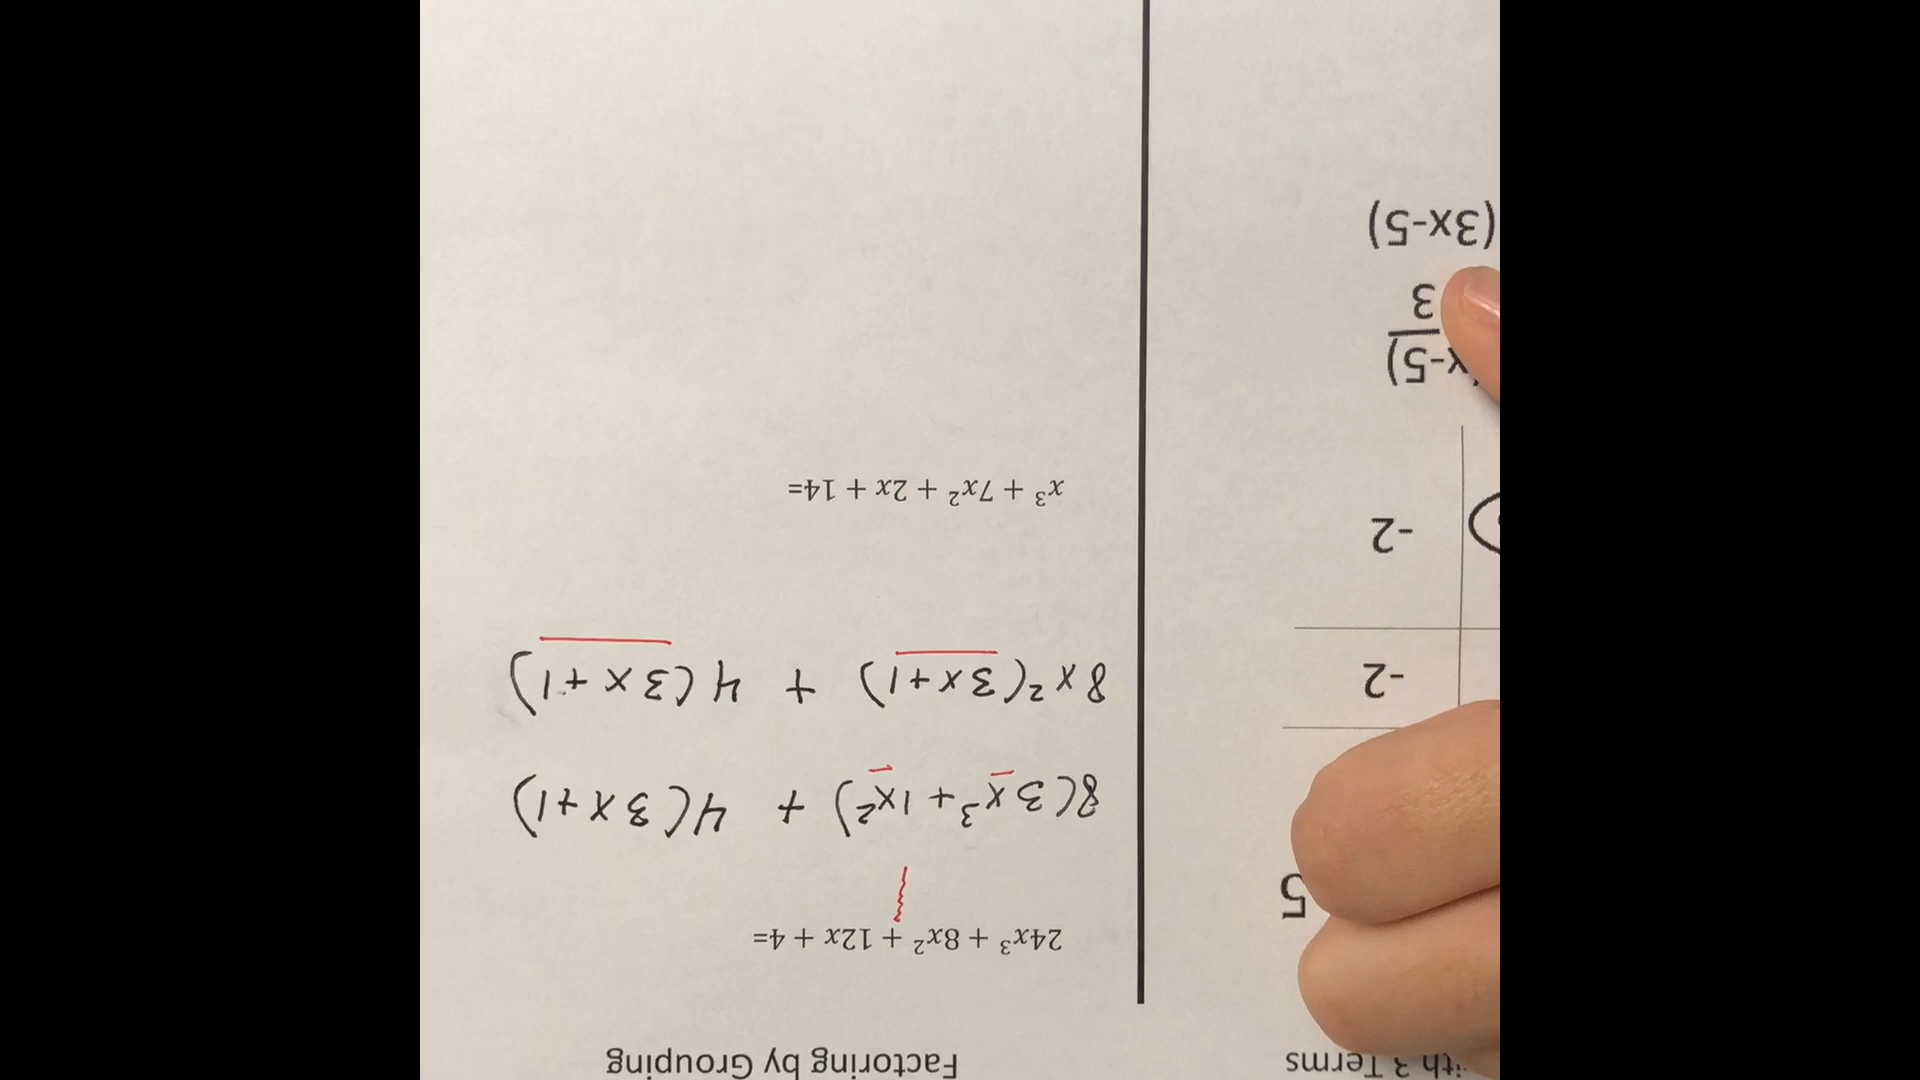 ith 3 Terms
Factoring by Grouping
24x³ + 8x² + 12x + 4=
8(3x³+1x²) + 4(3x+1)
8x²(3x+1) + 4(3x+1)
x³ + 7x² + 2x + 14=
5
-2
-2
x-5)
3
(3x-5)